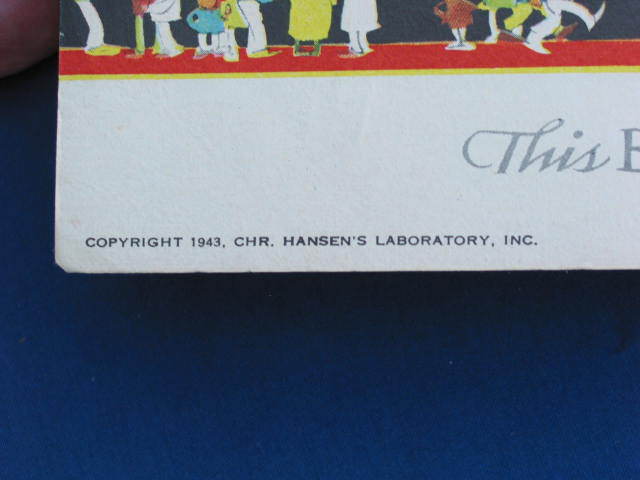 This
COPYRIGHT 1943, CHR. HANSEN'S LABORATORY, INC.